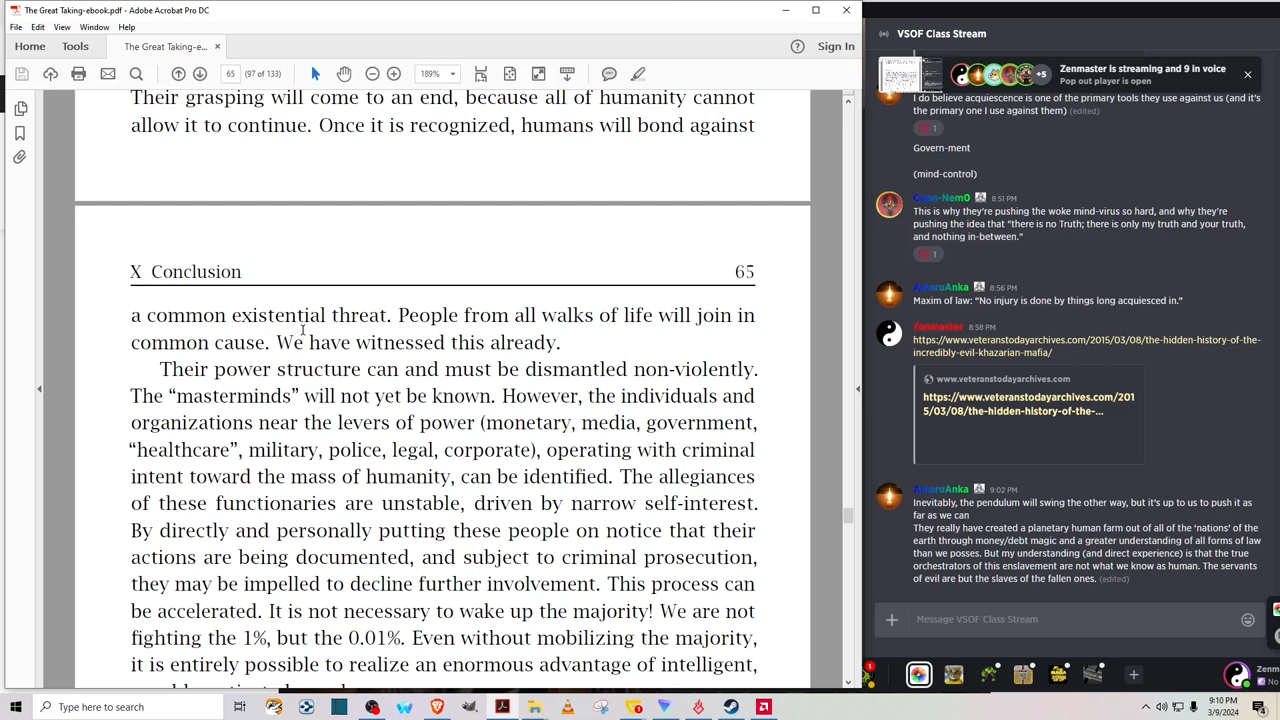 The Great Taking-ebook.pdf - Adobe Acrobat Pro DC
File Edit View Window Help
Home Tools The Great Taking-e... × Sign In
65 (97 of 133) 189%
Their grasping will come to an end, because all of humanity cannot
allow it to continue. Once it is recognized, humans will bond against
X Conclusion 65
a common existential threat. People from all walks of life will join in
common cause. We have witnessed this already.
Their power structure can and must be dismantled non-violently.
The “masterminds” will not yet be known. However, the individuals and
organizations near the levers of power (monetary, media, government,
“healthcare”, military, police, legal, corporate), operating with criminal
intent toward the mass of humanity, can be identified. The allegiances
of these functionaries are unstable, driven by narrow self-interest.
By directly and personally putting these people on notice that their
actions are being documented, and subject to criminal prosecution,
they may be impelled to decline further involvement. This process can
be accelerated. It is not necessary to wake up the majority! We are not
fighting the 1%, but the 0.01%. Even without mobilizing the majority,
it is entirely possible to realize an enormous advantage of intelligent,
VSOF Class Stream
Zenmaster is streaming and 9 in voice
Pop out player is open
+5
I do believe acquiescence is one of the primary tools they use against us (and it's
the primary one I use against them) (edited)
1
Govern-ment
(mind-control)
8:51 PM
This is why they're pushing the woke mind-virus so hard, and why they're
pushing the idea that "there is no Truth; there is only my truth and your truth,
and nothing in-between."
1
AmaruAnka 8:56 PM
Maxim of law: “No injury is done by things long acquiesced in.”
Zenmaster 8:58 PM
https://www.veteranstodayarchives.com/2015/03/08/the-hidden-history-of-the-
incredibly-evil-khazarian-mafia/
www.veteranstodayarchives.com
https://www.veteranstodayarchives.com/201
5/03/08/the-hidden-history-of-the-...
AmaruAnka 9:02 PM
Inevitably, the pendulum will swing the other way, but it's up to us to push it as
far as we can
They really have created a planetary human farm out of all of the 'nations' of the
earth through money/debt magic and a greater understanding of all forms of law
than we posses. But my understanding (and direct experience) is that the true
orchestrators of this enslavement are not what we know as human. The servants
of evil are but the slaves of the fallen ones. (edited)
Message VSOF Class Stream
1
Zenm
No
Type here to search
9:10 PM
3/9/2024
4